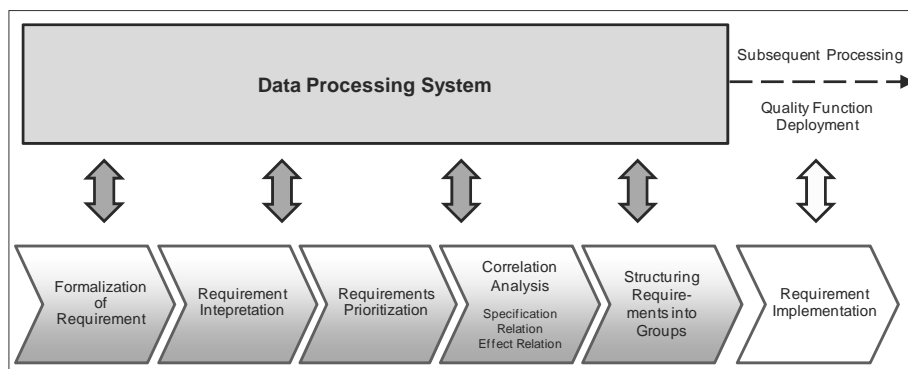 Data Processing System
Subsequent Processing
Quality Function
Deployment
Formalization
of
Requirement
Requirement
Intepretation
Requirements
Prioritization
Correlation
Analysis
Specification
Relation
Effect Relation
Structuring
Require-
ments into
Groups
Requirement
Implementation